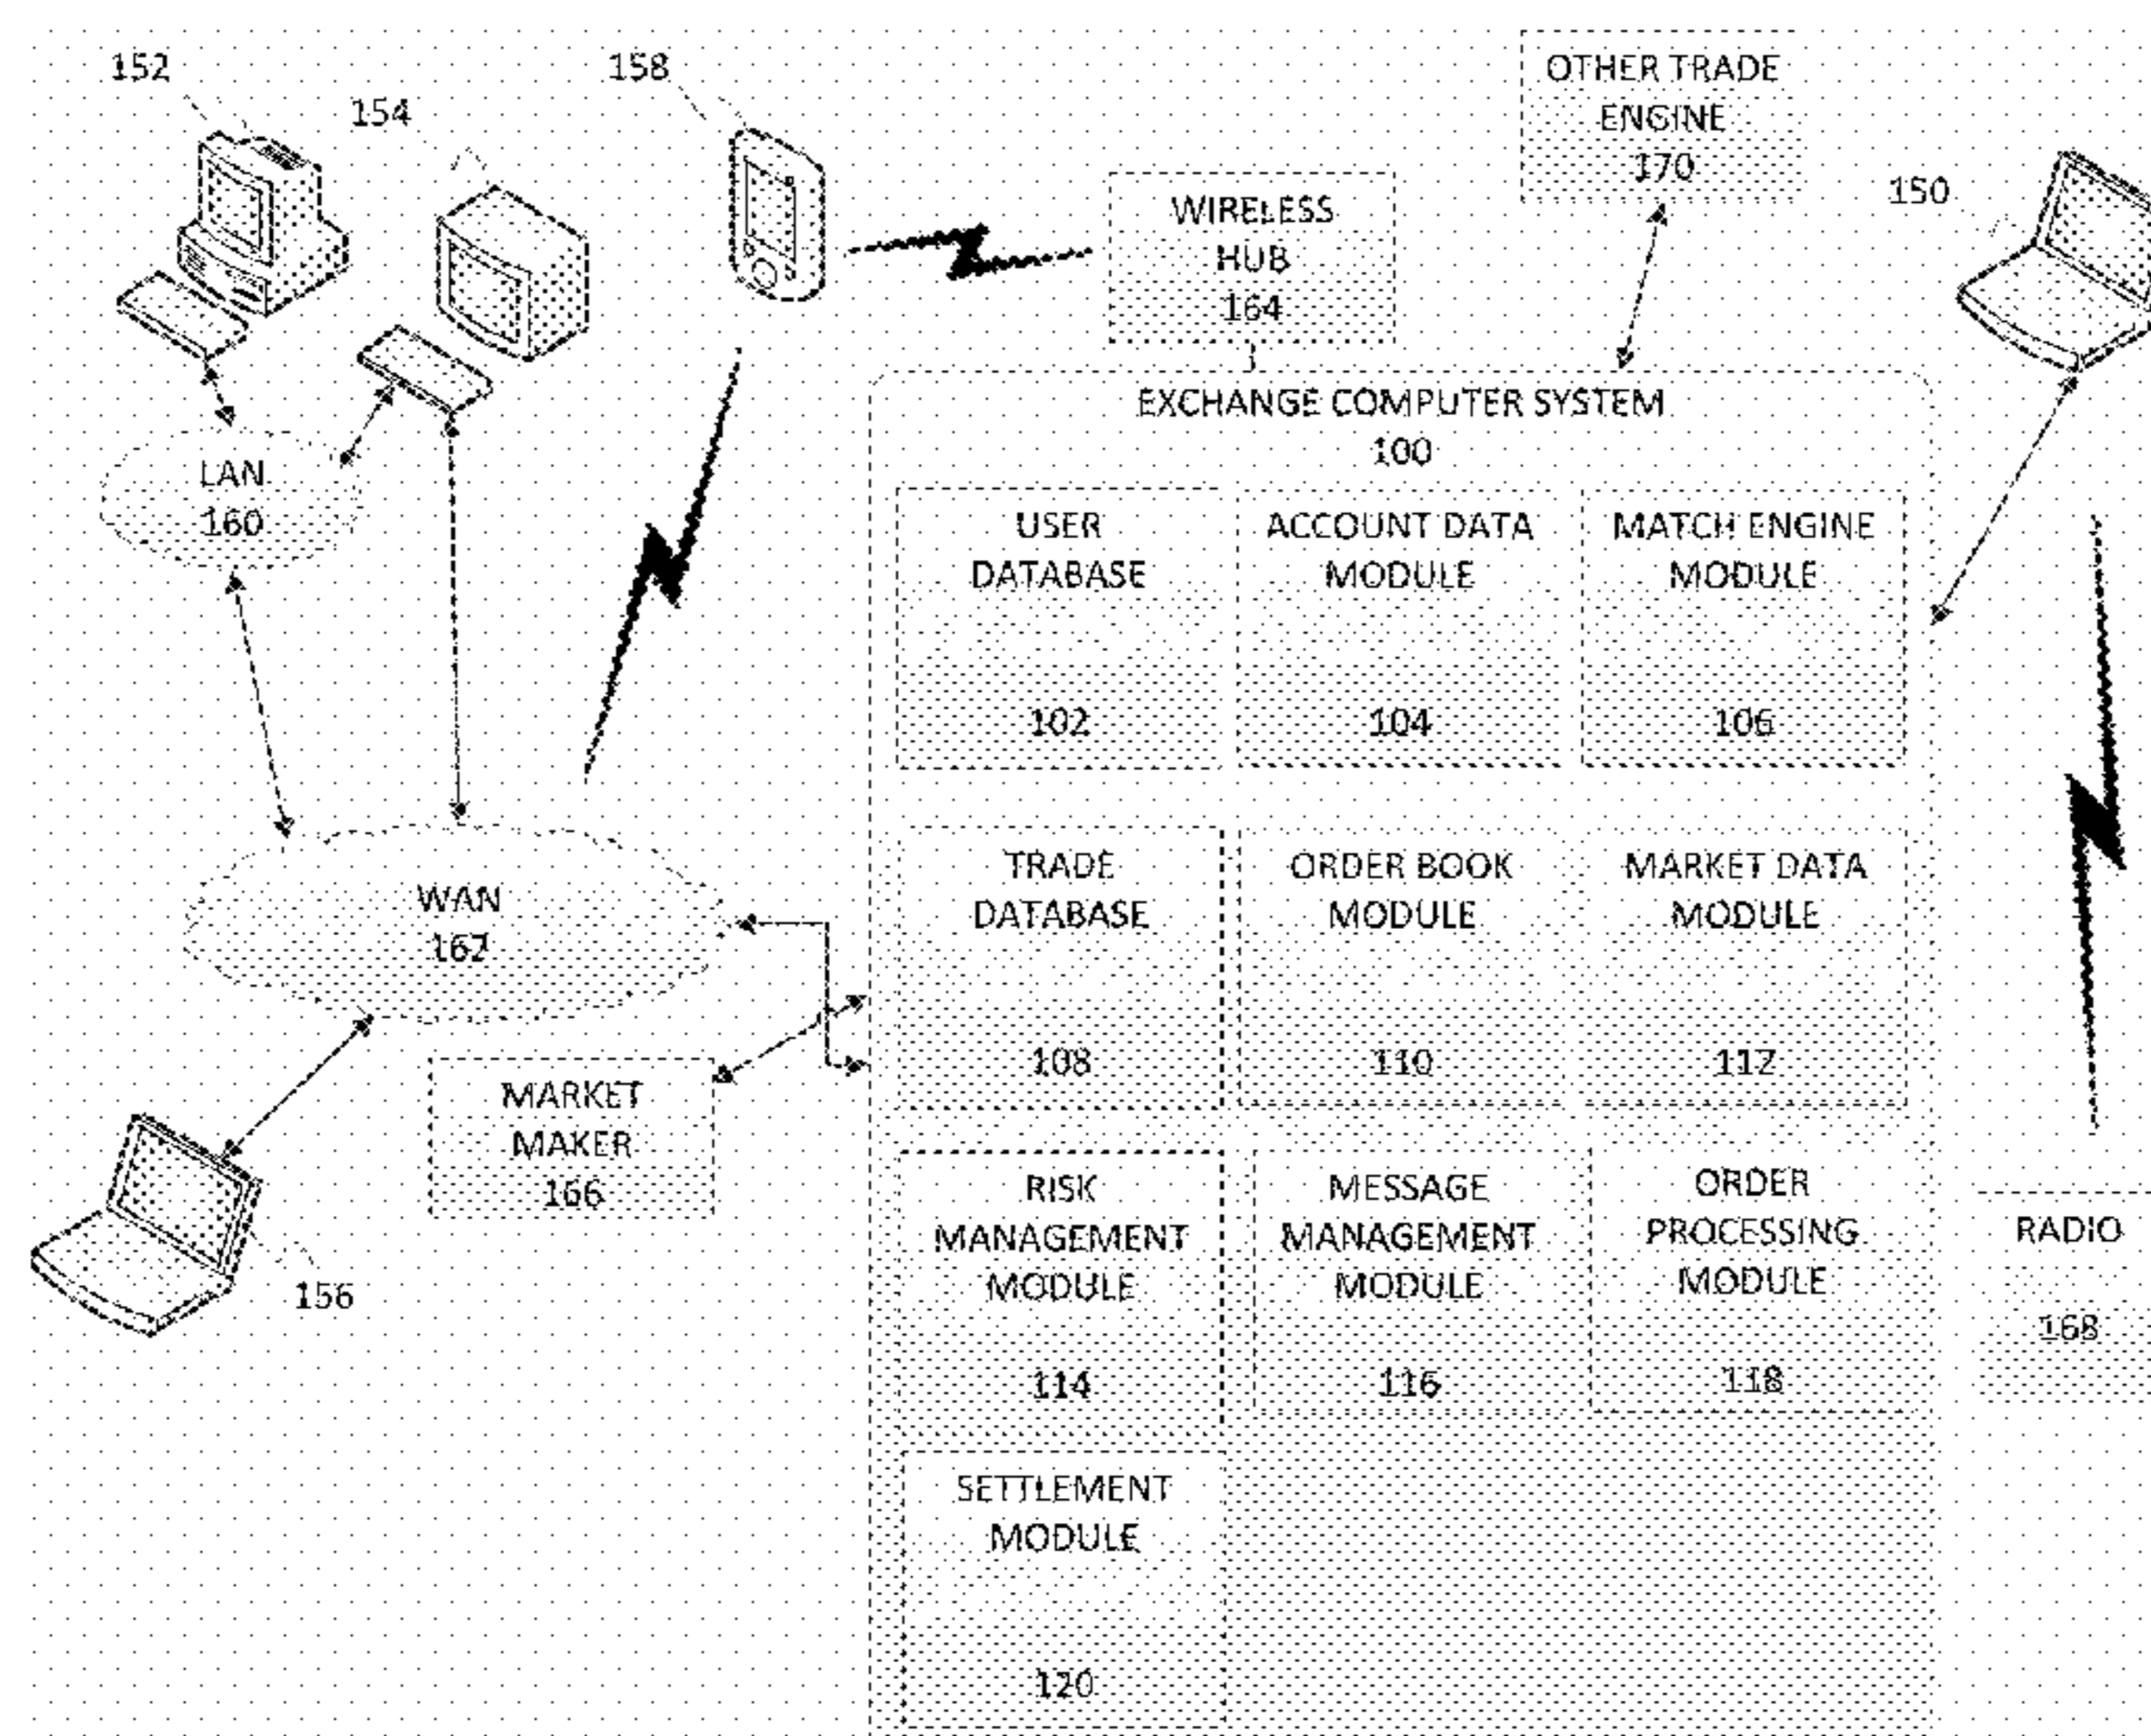 152
154
158
OTHER TRADE
ENGINE
170
150
WIRELESS
HUB
164
EXCHANGE COMPUTER SYSTEM
100
LAN
160
USER
DATABASE
102
ACCOUNT DATA
MODULE
104
MATCH ENGINE
MODULE
106
WAN
162
TRADE
DATABASE
108
ORDER BOOK
MODULE
110
MARKET DATA
MODULE
112
MARKET
MAKER
166
156
RISK
MANAGEMENT
MODULE
114
MESSAGE
MANAGEMENT
MODULE
116
ORDER
PROCESSING
MODULE
118
RADIO
168
SETTLEMENT
MODULE
120